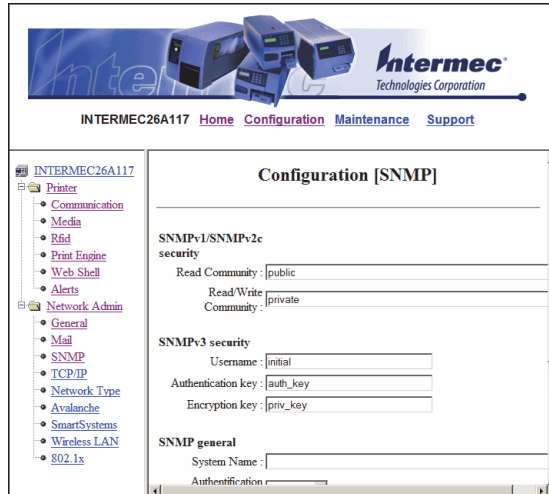 Intermec
Intermec®
Technologies Corporation
INTERMEC26A117 Home Configuration Maintenance Support
INTERMEC26A117
Printer
Communication
Media
Rfid
Print Engine
Web Shell
Alerts
Network Admin
General
Mail
SNMP
TCP/IP
Network Type
Avalanche
SmartSystems
Wireless LAN
802.1x
Configuration [SNMP]
SNMPv1/SNMPv2c
security
Read Community : public
Read/Write
Community : private
SNMPv3 security
Username : initial
Authentication key : auth_key
Encryption key : priv_key
SNMP general
System Name :
Authentification